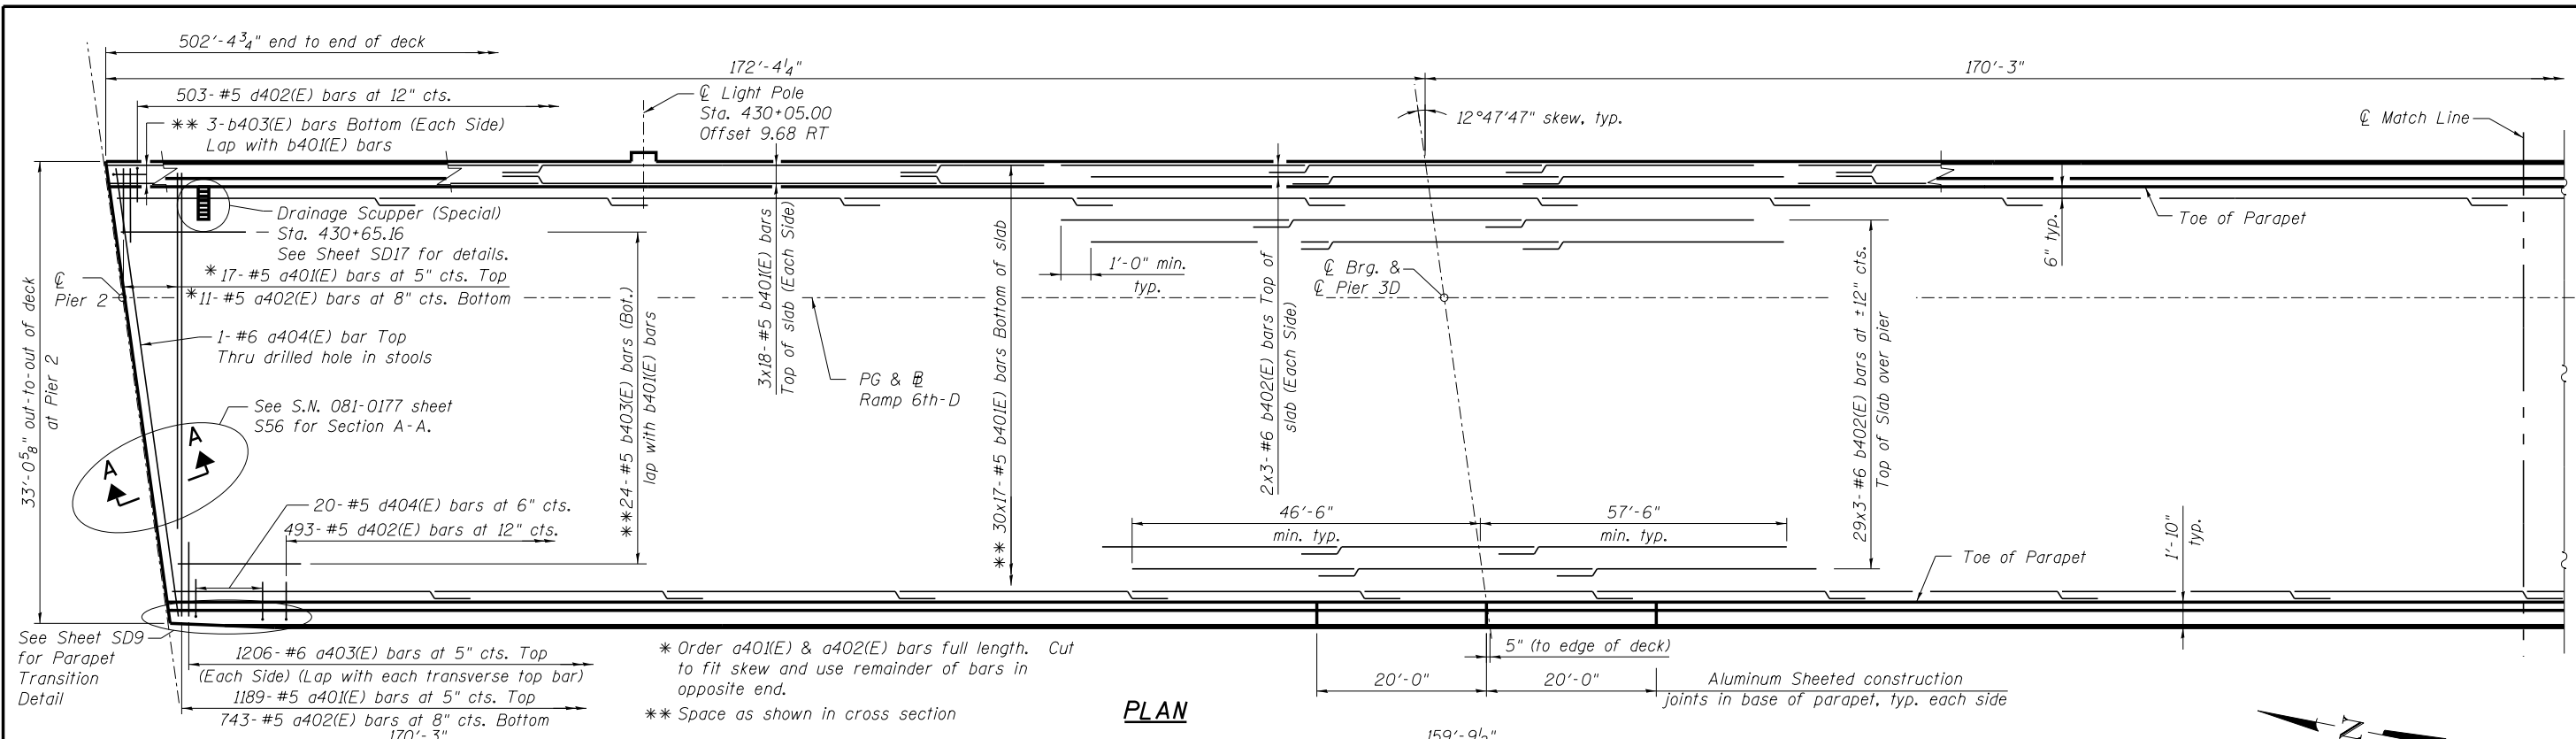 502'-4 3/4" end to end of deck
172'-4 1/4"
170'-3"
503-#5 d402(E) bars at 12" cts.
** 3-b403(E) bars Bottom (Each Side)
Lap with b401(E) bars
℄ Light Pole
Sta. 430+05.00
Offset 9.68 RT
12°47'47" skew, typ.
℄ Match Line
Drainage Scupper (Special)
Sta. 430+65.16
See Sheet SD17 for details.
* 17-#5 a401(E) bars at 5" cts. Top
* 11-#5 a402(E) bars at 8" cts. Bottom
℄
Pier 2
1-#6 a404(E) bar Top
Thru drilled hole in stools
33'-0 5/8" out-to-out of deck
at Pier 2
See S.N. 081-0177 sheet
S56 for Section A-A.
A
A
20-#5 d404(E) bars at 6" cts.
493-#5 d402(E) bars at 12" cts.
**24-#5 b403(E) bars (Bot.)
lap with b401(E) bars
3x18-#5 b401(E) bars
Top of slab (Each Side)
PG & ⅊
Ramp 6th-D
** 30x17-#5 b401(E) bars Bottom of slab
1'-0" min.
typ.
2x3-#6 b402(E) bars Top of
slab (Each Side)
℄ Brg. &
℄ Pier 3D
46'-6"
min. typ.
57'-6"
min. typ.
29x3-#6 b402(E) bars at ±12" cts.
Top of Slab over pier
6" typ.
Toe of Parapet
Toe of Parapet
1'-10"
typ.
See Sheet SD9
for Parapet
Transition
Detail
1206-#6 a403(E) bars at 5" cts. Top
(Each Side) (Lap with each transverse top bar)
1189-#5 a401(E) bars at 5" cts. Top
743-#5 a402(E) bars at 8" cts. Bottom
* Order a401(E) & a402(E) bars full length. Cut
to fit skew and use remainder of bars in
opposite end.
** Space as shown in cross section
PLAN
5" (to edge of deck)
20'-0"
20'-0"
Aluminum Sheeted construction
joints in base of parapet, typ. each side
N
170'-3"
159'-9 1/2"